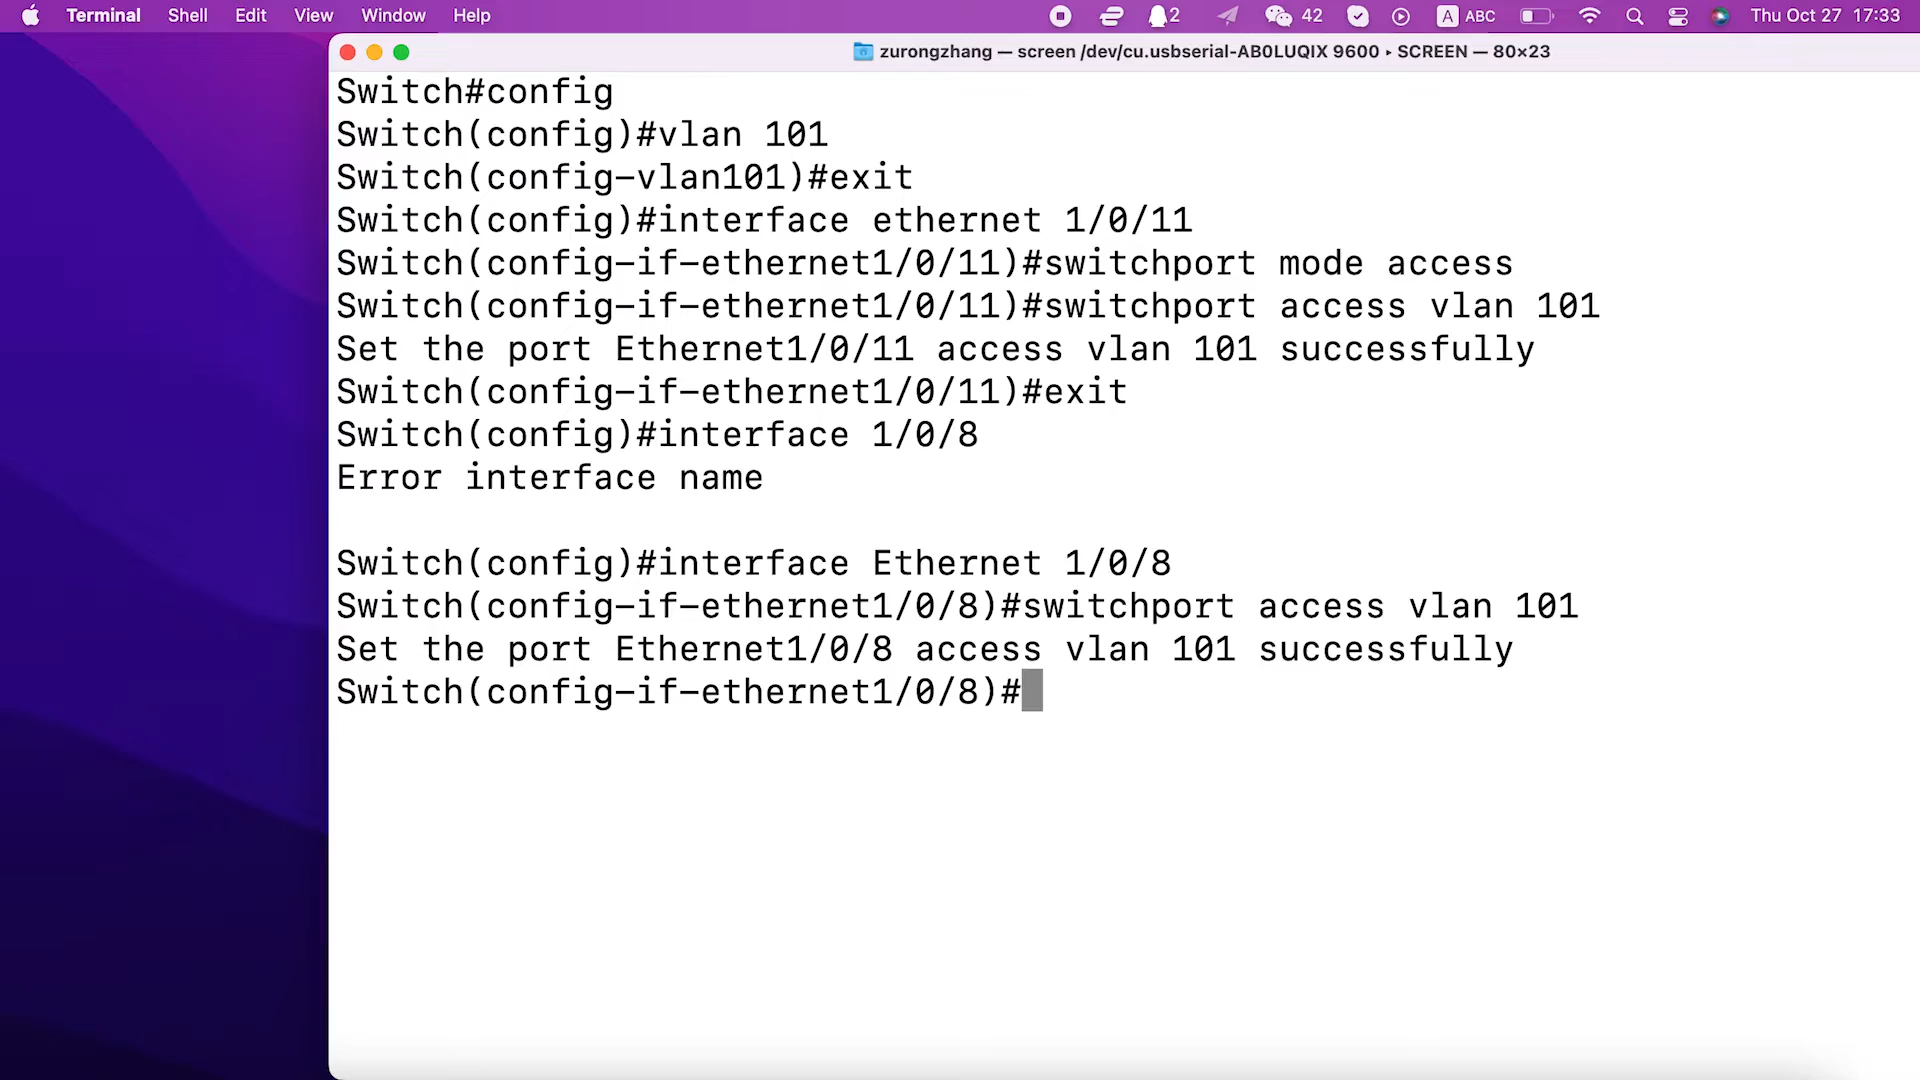 Terminal Shell Edit View Window Help 2 42 A ABC Thu Oct 27 17:33
zurongzhang — screen /dev/cu.usbserial-AB0LUQIX 9600 ▸ SCREEN — 80×23
Switch#config
Switch(config)#vlan 101
Switch(config-vlan101)#exit
Switch(config)#interface ethernet 1/0/11
Switch(config-if-ethernet1/0/11)#switchport mode access
Switch(config-if-ethernet1/0/11)#switchport access vlan 101
Set the port Ethernet1/0/11 access vlan 101 successfully
Switch(config-if-ethernet1/0/11)#exit
Switch(config)#interface 1/0/8
Error interface name
Switch(config)#interface Ethernet 1/0/8
Switch(config-if-ethernet1/0/8)#switchport access vlan 101
Set the port Ethernet1/0/8 access vlan 101 successfully
Switch(config-if-ethernet1/0/8)#